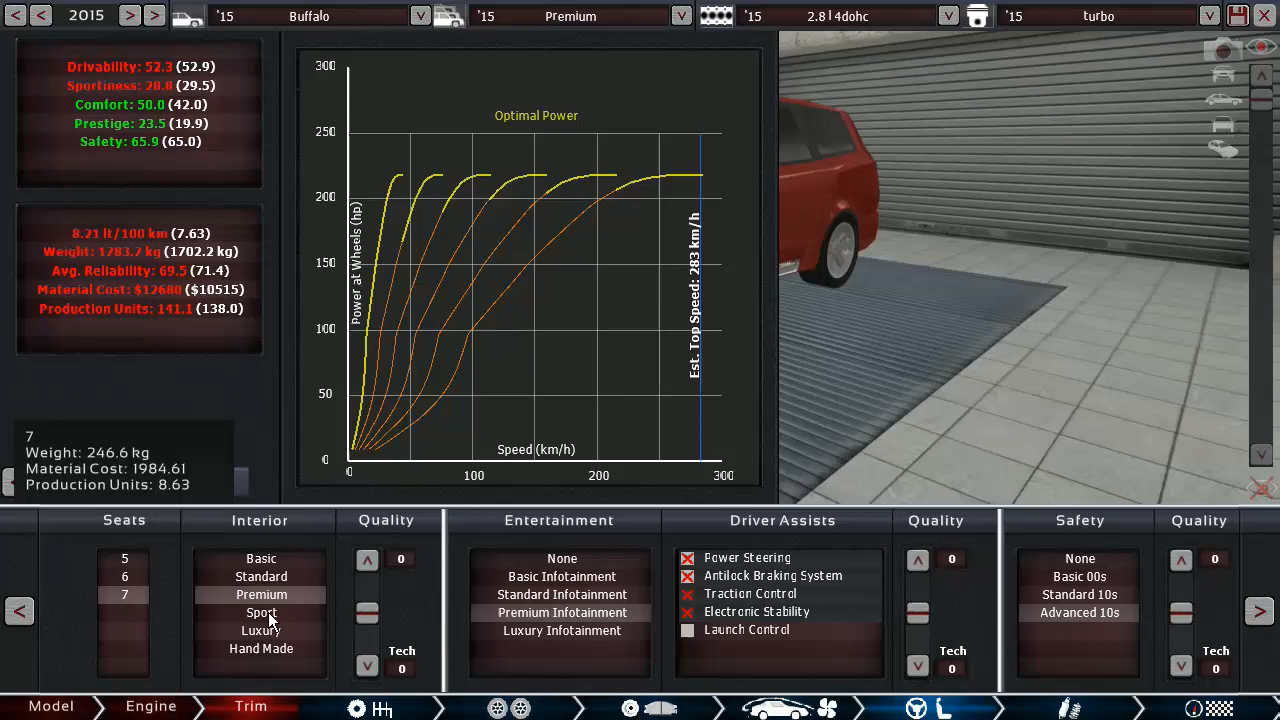 2015
'15 Buffalo
'15 Premium
'15 2.8 l 4dohc
'15 turbo
Drivability: 52.3 (52.9)
Sportiness: 28.8 (29.5)
Comfort: 50.0 (42.0)
Prestige: 23.5 (19.9)
Safety: 65.9 (65.0)
8.21 lt/100 km (7.63)
Weight: 1783.7 kg (1702.2 kg)
Avg. Reliability: 69.5 (71.4)
Material Cost: $12680 ($10515)
Production Units: 141.1 (138.0)
7
Weight: 246.6 kg
Material Cost: 1984.61
Production Units: 8.63
300
250
200
150
100
50
0
Power at Wheels (hp)
Optimal Power
Est. Top Speed: 283 km/h
Speed (km/h)
0 100 200 300
Seats
5
6
7
Interior
Basic
Standard
Premium
Sport
Luxury
Hand Made
Quality
0
Tech
0
Entertainment
None
Basic Infotainment
Standard Infotainment
Premium Infotainment
Luxury Infotainment
Driver Assists
Power Steering
Antilock Braking System
Traction Control
Electronic Stability
Launch Control
Quality
0
Tech
0
Safety
None
Basic 00s
Standard 10s
Advanced 10s
Quality
0
Tech
0
Model
Engine
Trim